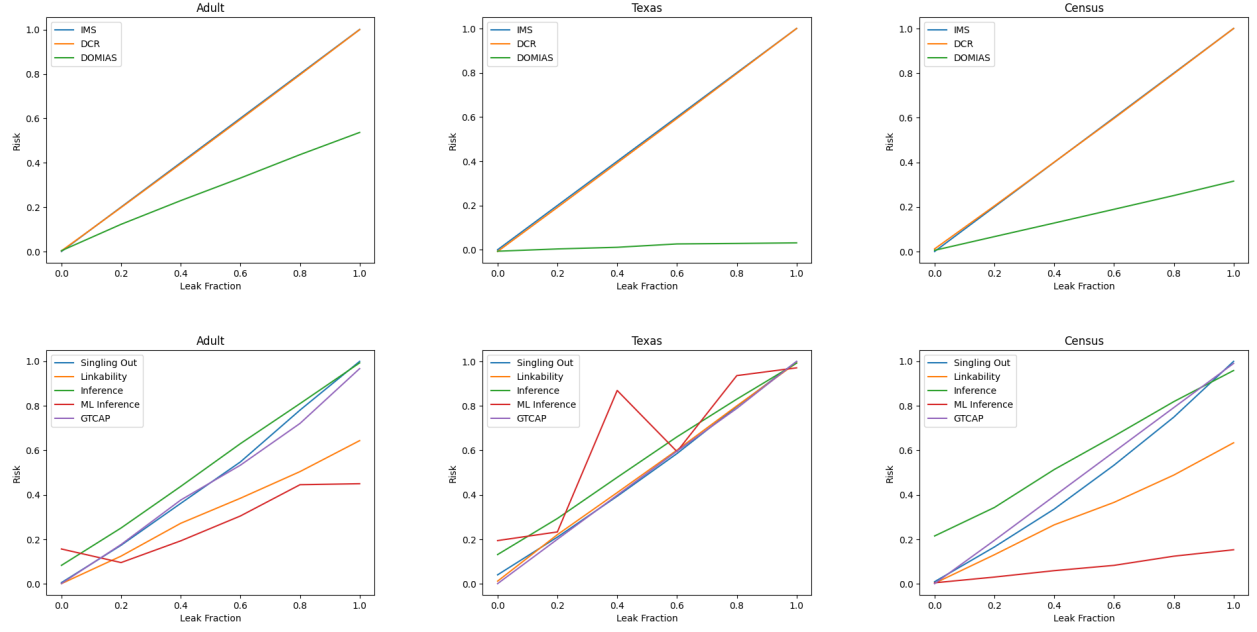 Adult
IMS
DCR
DOMIAS
1.0
0.8
0.6
0.4
0.2
0.0
Risk
0.0 0.2 0.4 0.6 0.8 1.0
Leak Fraction
Texas
IMS
DCR
DOMIAS
1.0
0.8
0.6
0.4
0.2
0.0
Risk
0.0 0.2 0.4 0.6 0.8 1.0
Leak Fraction
Census
IMS
DCR
DOMIAS
1.0
0.8
0.6
0.4
0.2
0.0
Risk
0.0 0.2 0.4 0.6 0.8 1.0
Leak Fraction
Adult
Singling Out
Linkability
Inference
ML Inference
GTCAP
1.0
0.8
0.6
0.4
0.2
0.0
Risk
0.0 0.2 0.4 0.6 0.8 1.0
Leak Fraction
Texas
Singling Out
Linkability
Inference
ML Inference
GTCAP
1.0
0.8
0.6
0.4
0.2
0.0
Risk
0.0 0.2 0.4 0.6 0.8 1.0
Leak Fraction
Census
Singling Out
Linkability
Inference
ML Inference
GTCAP
1.0
0.8
0.6
0.4
0.2
0.0
Risk
0.0 0.2 0.4 0.6 0.8 1.0
Leak Fraction